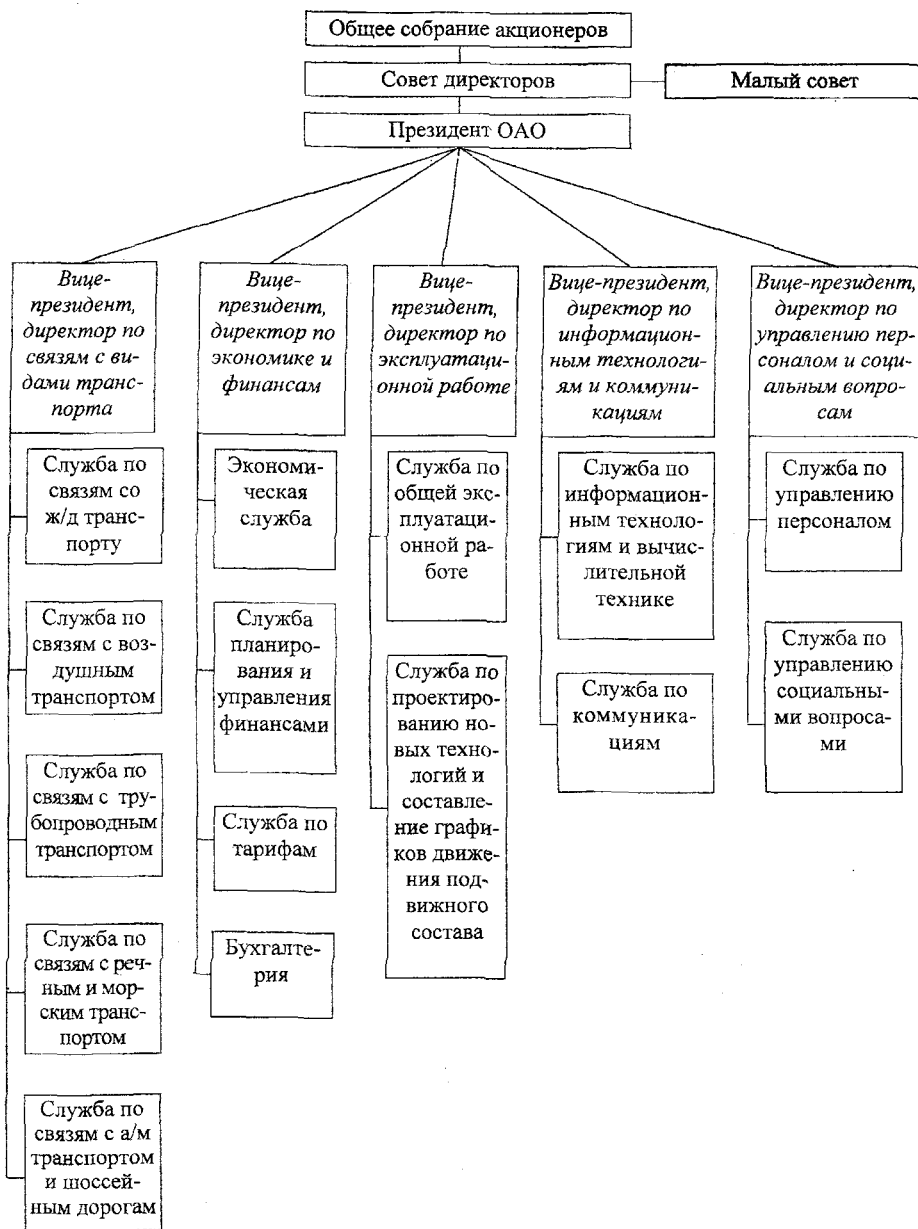 Общее собрание акционеров
Совет директоров
Малый совет
Президент ОАО
Вице-
президент,
директор по
связям с ви-
дами транс-
порта
Служба по
связям со
ж/д транс-
порту
Служба по
связям с воз-
душным
транспортом
Служба по
связям с тру-
бопроводным
транспортом
Служба по
связям с реч-
ным и мор-
ским транс-
портом
Служба по
связям с а/м
транспортом
и шоссей-
ным дорогам
Вице-
президент,
директор по
экономике и
финансам
Экономи-
ческая
служба
Служба
планиро-
вания и
управления
финансами
Служба по
тарифам
Бухгалте-
рия
Вице-
президент,
директор по
эксплуатаци-
онной работе
Служба по
общей экс-
плуатаци-
онной ра-
боте
Служба по
проектиро-
ванию но-
вых техно-
логий и
составле-
ние графи-
ков движе-
ния под-
вижного
состава
Вице-президент,
директор по
информацион-
ным технологи-
ям и коммуни-
кациям
Служба по
информацион-
ным техноло-
гиям и вычис-
лительной
технике
Служба по
коммуника-
циям
Вице-президент,
директор по
управлению пер-
соналом и соци-
альным вопро-
сам
Служба по
управлению
персоналом
Служба по
управлению
социальны-
ми вопроса-
ми